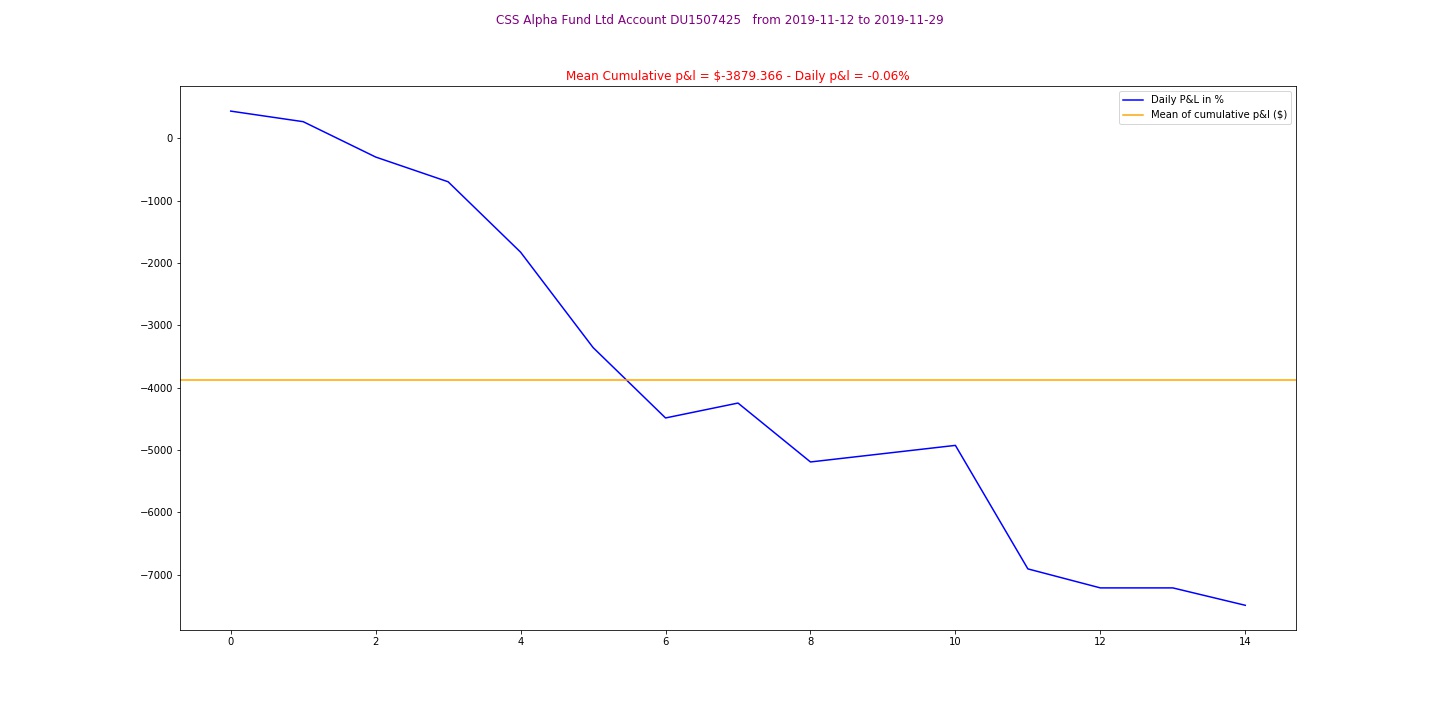 CSS Alpha Fund Ltd Account DU1507425   from 2019-11-12 to 2019-11-29
Mean Cumulative p&l = $-3879.366 - Daily p&l = -0.06%
Daily P&L in %
Mean of cumulative p&l ($)
0
−1000
−2000
−3000
−4000
−5000
−6000
−7000
0 2 4 6 8 10 12 14